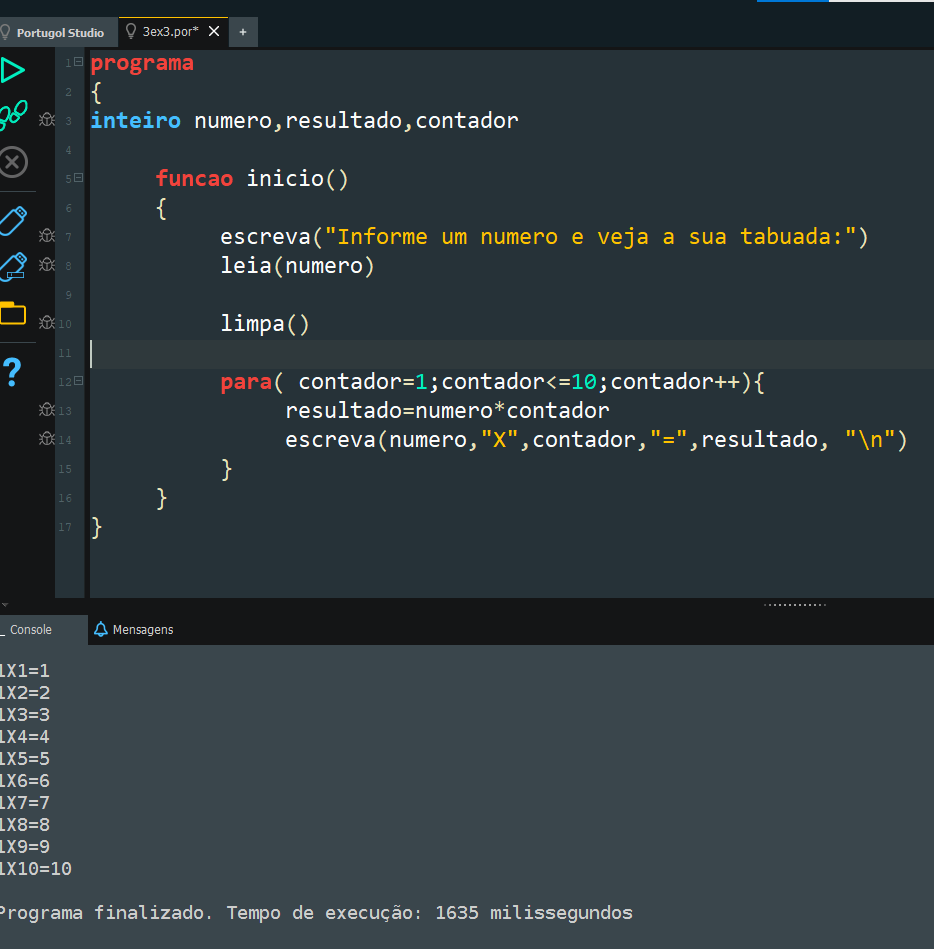 Portugol Studio
3ex3.por* ✕ +
1 programa
2 {
3 inteiro numero,resultado,contador
4
5 funcao inicio()
6 {
7 escreva("Informe um numero e veja a sua tabuada:")
8 leia(numero)
9
10 limpa()
11
12 para( contador=1;contador<=10;contador++){
13 resultado=numero*contador
14 escreva(numero,"X",contador,"=",resultado, "\n")
15 }
16 }
17 }
Console
Mensagens
1X1=1
1X2=2
1X3=3
1X4=4
1X5=5
1X6=6
1X7=7
1X8=8
1X9=9
1X10=10
Programa finalizado. Tempo de execução: 1635 milissegundos